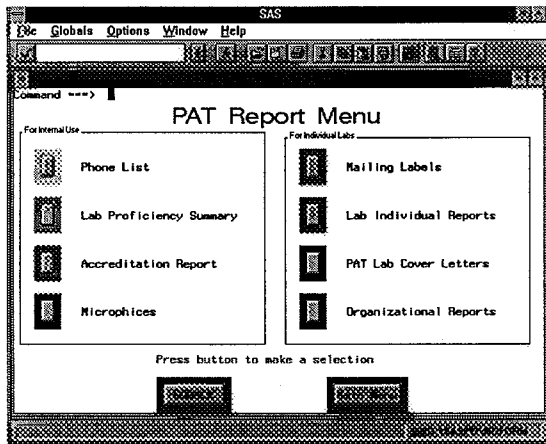 SAS
File Globals Options Window Help
Command ===>
PAT Report Menu
For Internal Use
Phone List
Lab Proficiency Summary
Accreditation Report
Microphices
For Individual Labs
Mailing Labels
Lab Individual Reports
PAT Lab Cover Letters
Organizational Reports
Press button to make a selection